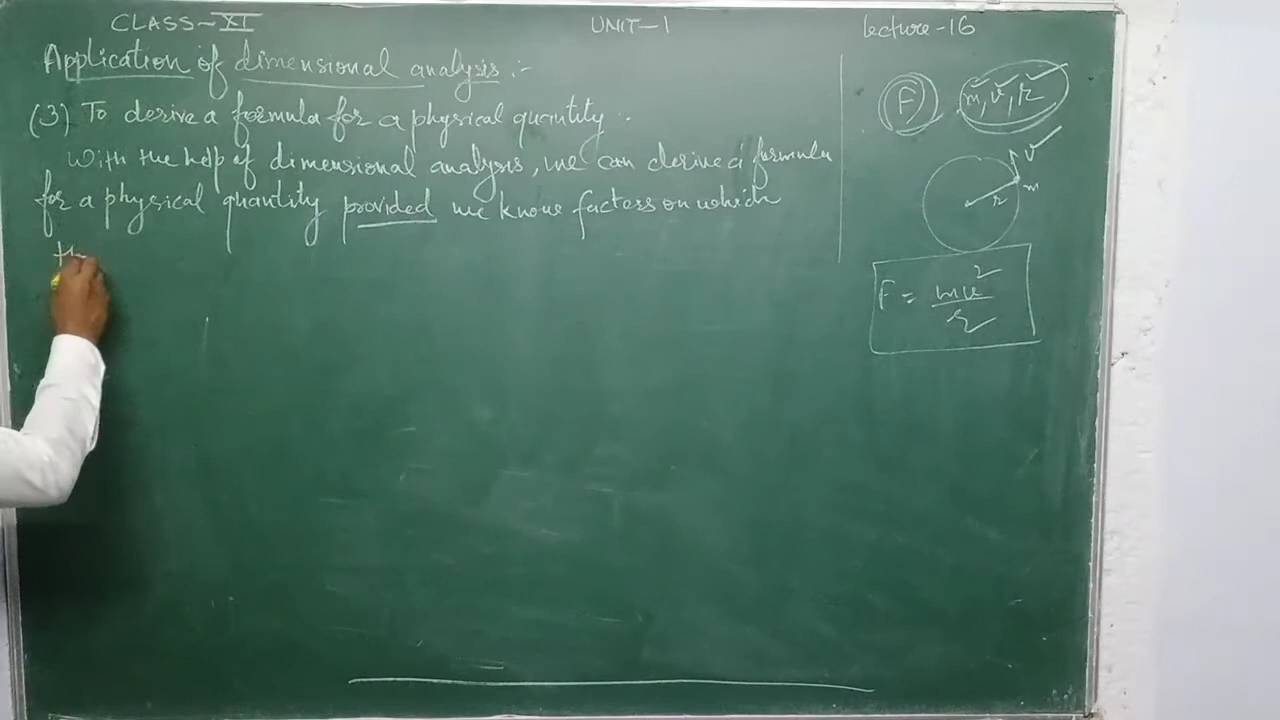 CLASS-XI UNIT-1 Lecture-16
Application of dimensional analysis :-
(3) To derive a formula for a physical quantity :-
With the help of dimensional analysis, we can derive a formula
for a physical quantity provided we know factors on which
th
F m, v, r
v
m
r
F = mv²/r